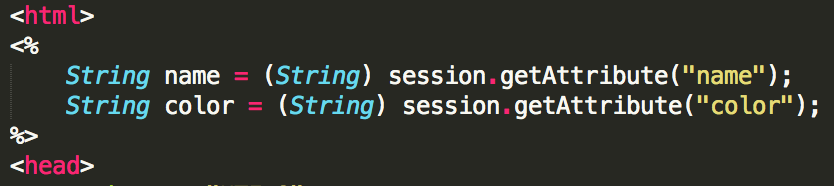 <html>
<%
String name = (String) session.getAttribute("name");
String color = (String) session.getAttribute("color");
%>
<head>